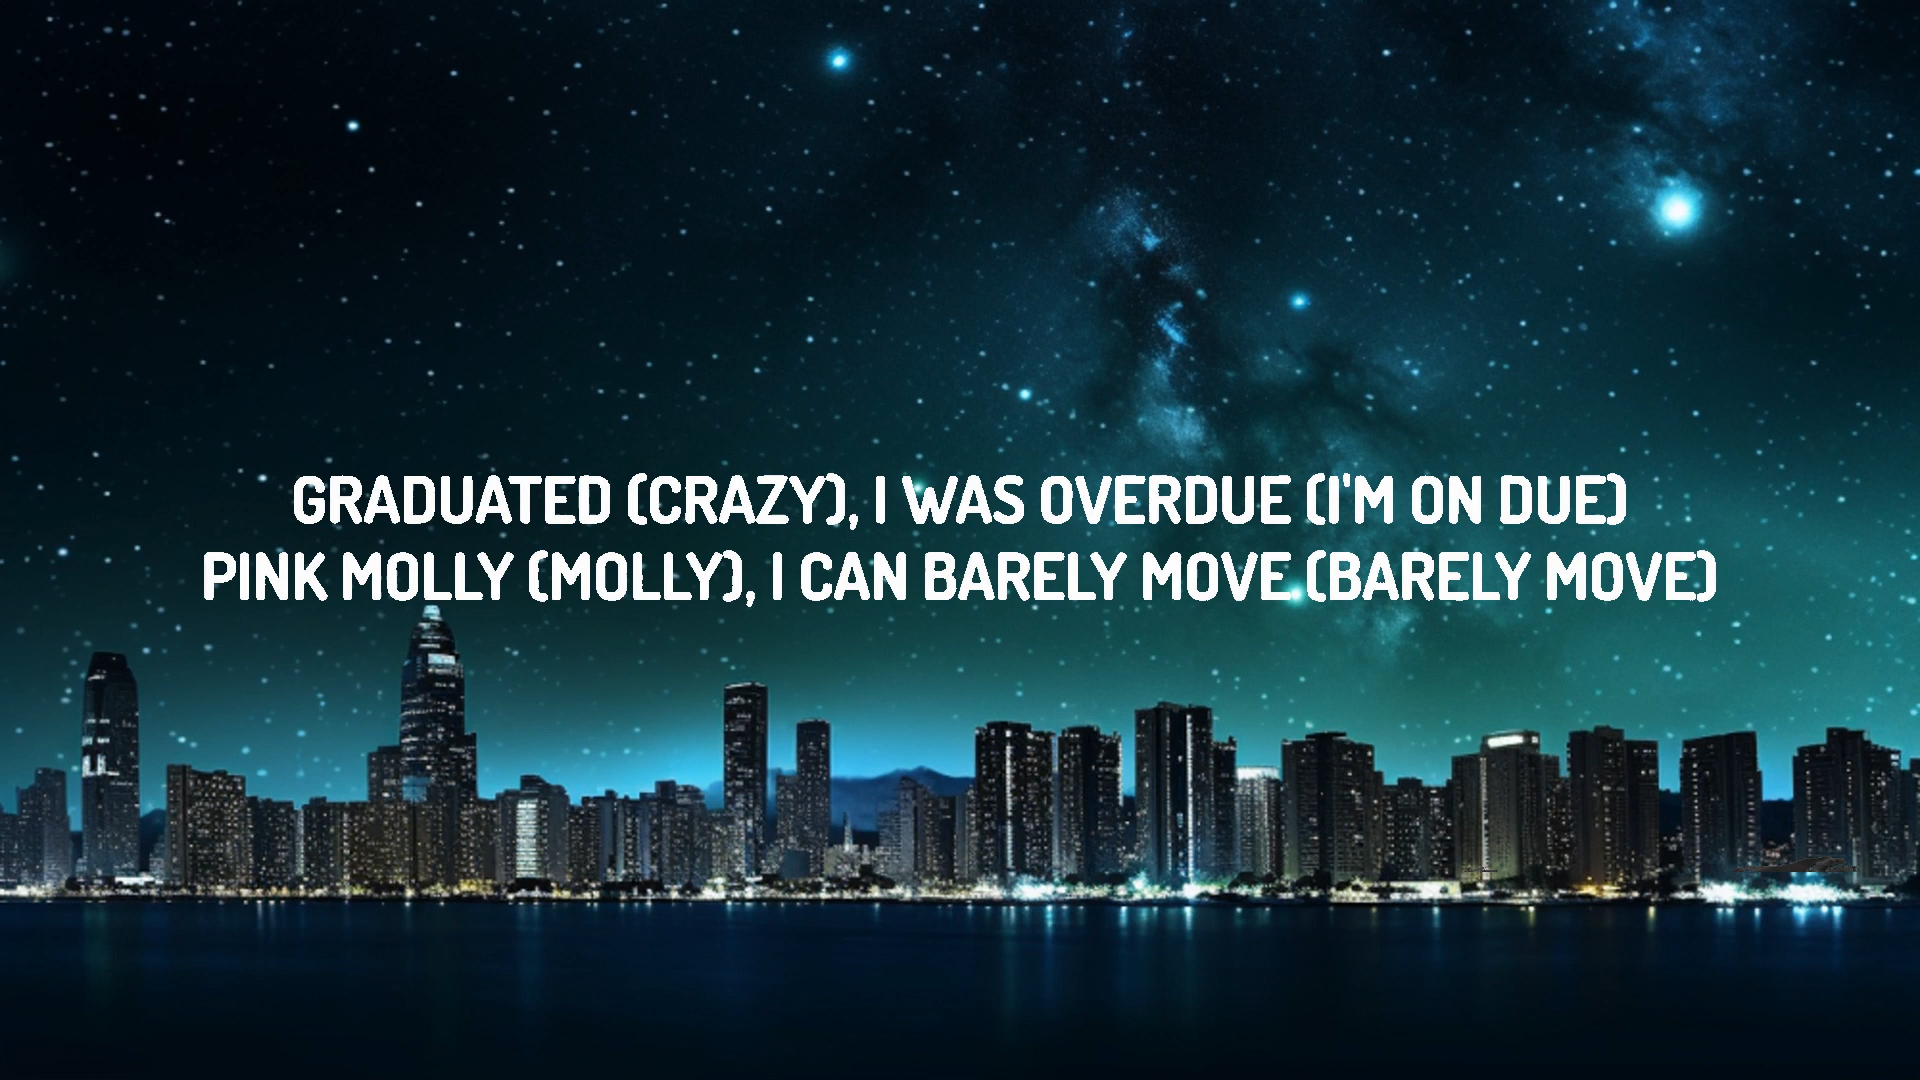 GRADUATED (CRAZY), I WAS OVERDUE (I'M ON DUE)
PINK MOLLY (MOLLY), I CAN BARELY MOVE (BARELY MOVE)